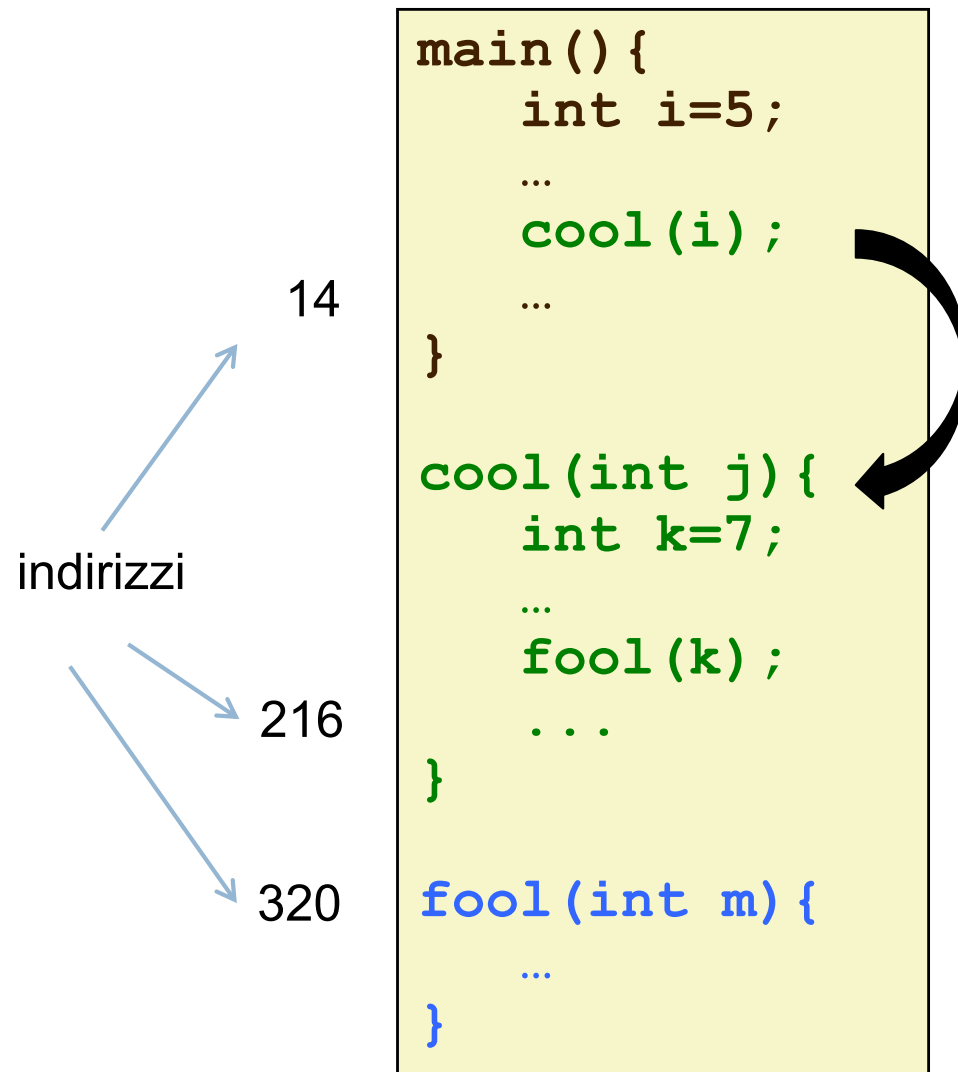 main(){
int i=5;
…
cool(i);
14 …
}
cool(int j){
int k=7;
indirizzi
…
fool(k);
216 ...
}
320 fool(int m){
…
}